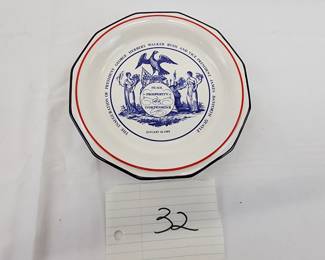 THE INAUGURATION OF PRESIDENT GEORGE HERBERT WALKER BUSH AND VICE PRESIDENT JAMES DANFORTH QUAYLE
PEACE
PROSPERITY
INDEPENDENCE
JANUARY 20 1989
32